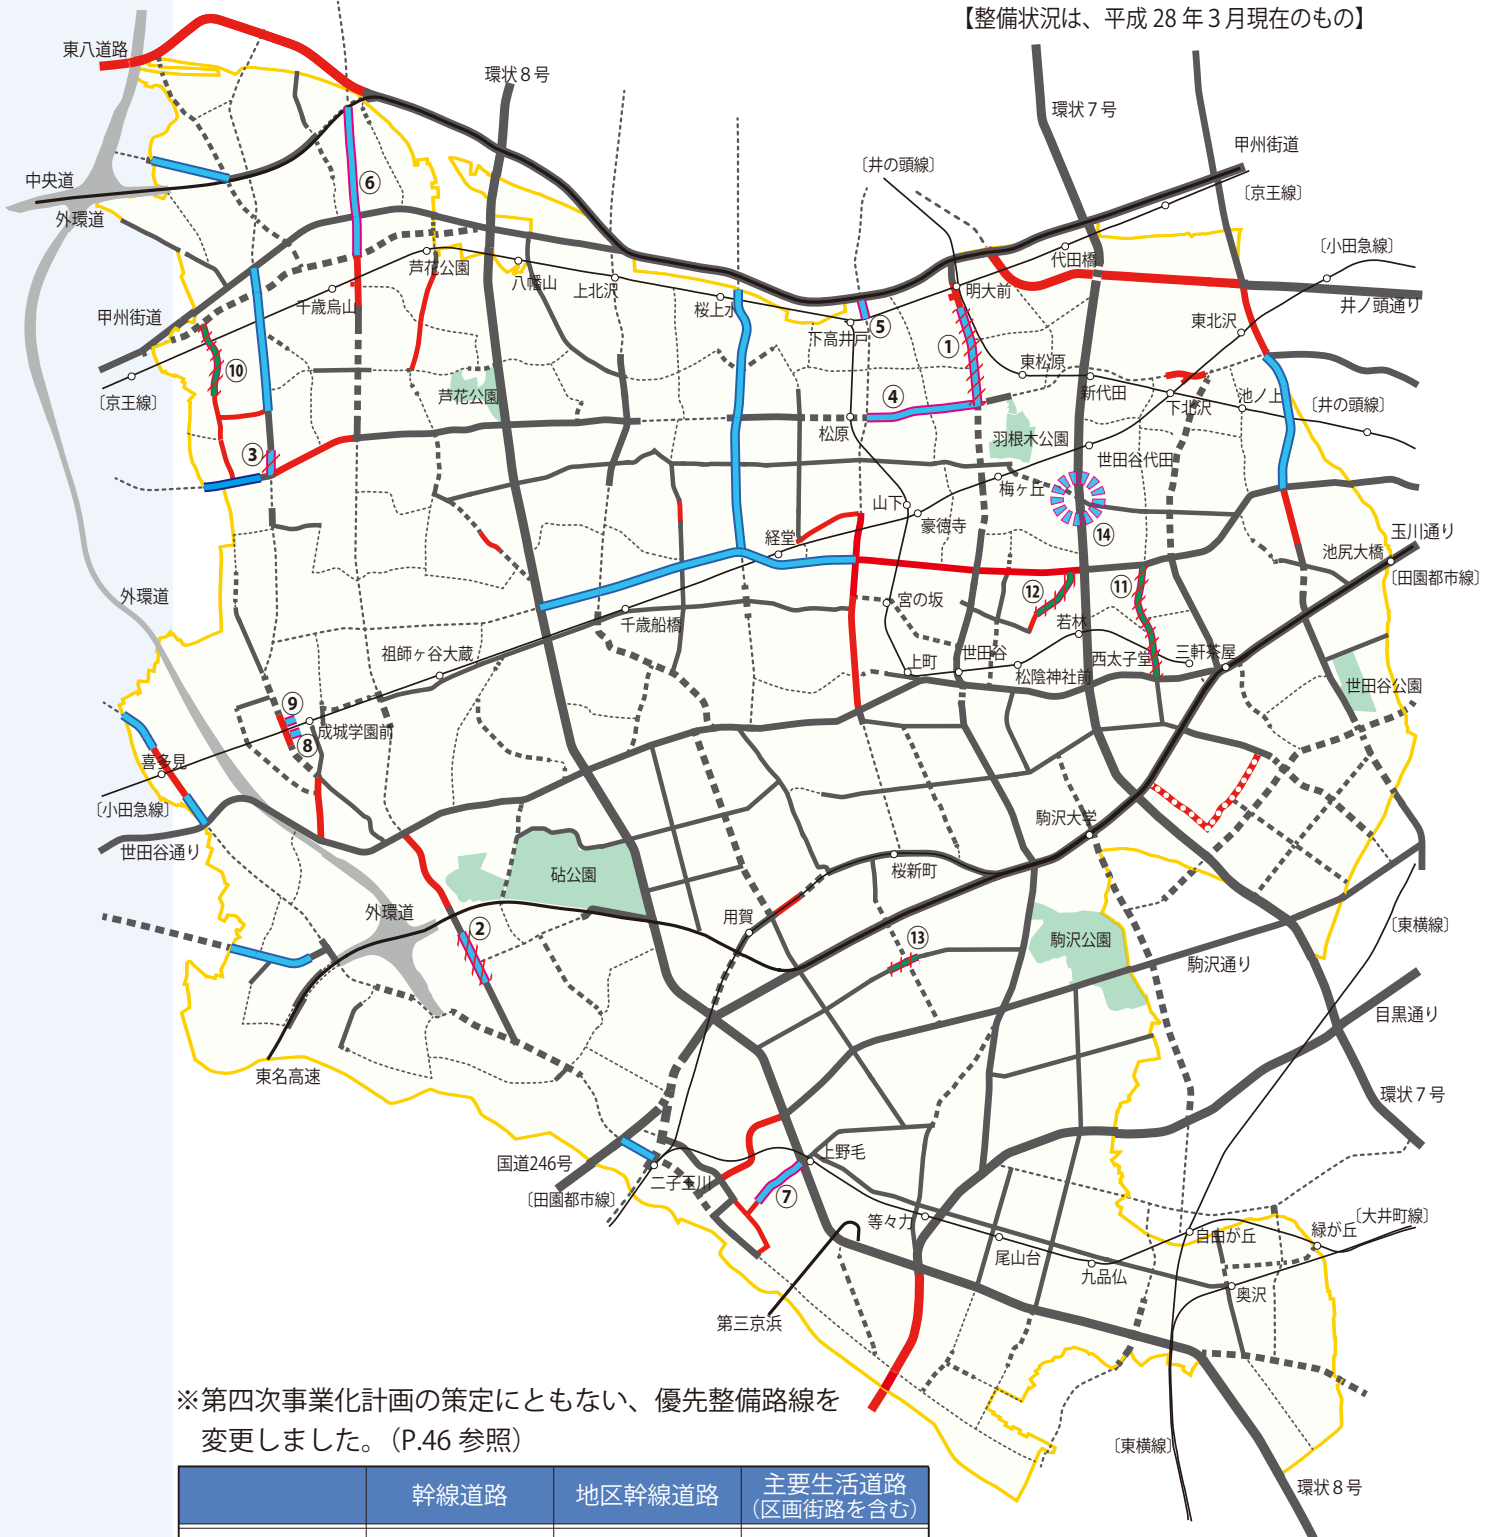 【整備状況は、平成 28 年３月現在のもの】
東八道路
環状８号
環状７号
甲州街道
〔井の頭線〕
〔京王線〕
中央道
外環道
⑥
〔小田急線〕
芦花公園
八幡山
上北沢
桜上水
代田橋
明大前
井ノ頭通り
千歳烏山
甲州街道
下高井戸
⑤
①
東北沢
東松原
⑩
〔京王線〕
芦花公園
④
新代田
下北沢
池ノ上
〔井の頭線〕
松原
羽根木公園
③
世田谷代田
梅ヶ丘
山下
豪徳寺
⑭
経堂
玉川通り
池尻大橋
〔田園都市線〕
外環道
宮の坂
⑫
⑪
若林
千歳船橋
祖師ヶ谷大蔵
上町
世田谷
松陰神社前
西太子堂
三軒茶屋
世田谷公園
⑨
成城学園前
⑧
喜多見
〔小田急線〕
世田谷通り
駒沢大学
砧公園
桜新町
外環道
②
用賀
⑬
駒沢公園
〔東横線〕
駒沢通り
目黒通り
東名高速
環状７号
国道246号
〔田園都市線〕
二子玉川
上野毛
⑦
等々力
尾山台
九品仏
自由が丘
緑が丘
〔大井町線〕
奥沢
第三京浜
〔東横線〕
環状８号
※第四次事業化計画の策定にともない、優先整備路線を
変更しました。（P.46 参照）
幹線道路
地区幹線道路
主要生活道路
（区画街路を含む）